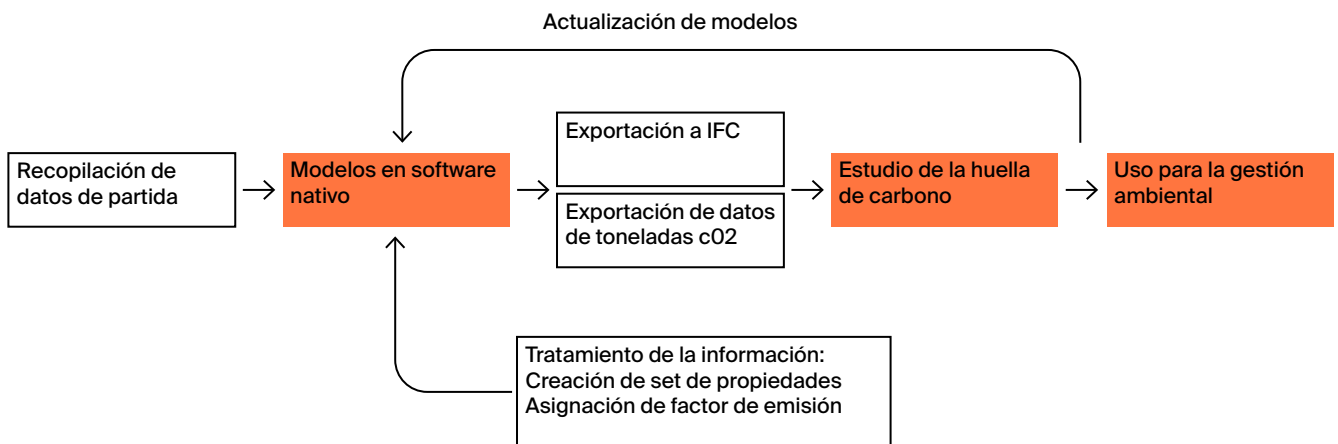 Actualización de modelos
Recopilación de
datos de partida
Modelos en software
nativo
Exportación a IFC
Exportación de datos
de toneladas c02
Estudio de la huella
de carbono
Uso para la gestión
ambiental
Tratamiento de la información:
Creación de set de propiedades
Asignación de factor de emisión